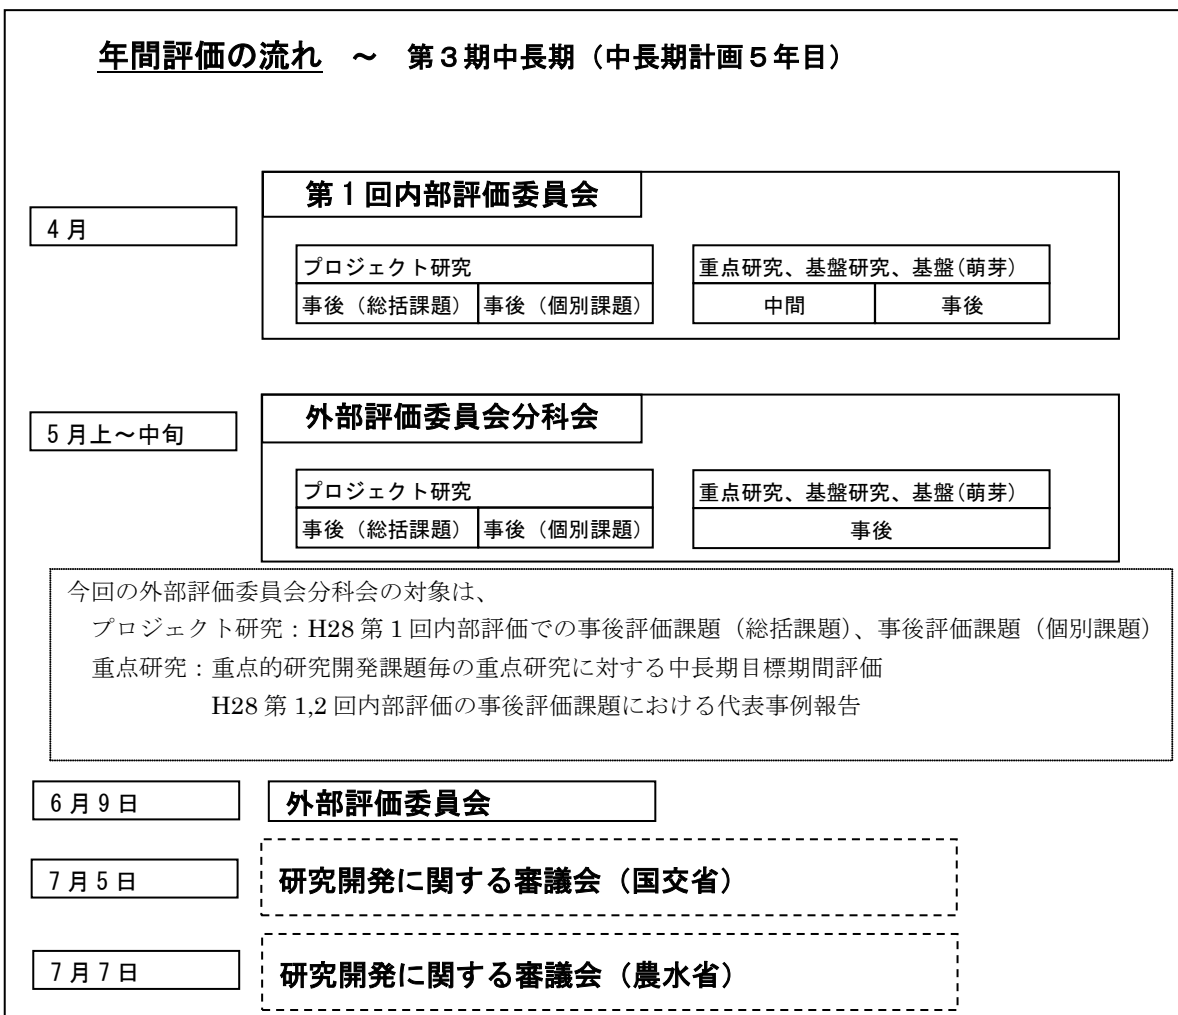 年間評価の流れ ～ 第３期中長期（中長期計画５年目）
第１回内部評価委員会
4月
プロジェクト研究
重点研究、基盤研究、基盤(萌芽)
事後（総括課題） 事後（個別課題）
中間 事後
外部評価委員会分科会
5月上～中旬
プロジェクト研究
重点研究、基盤研究、基盤(萌芽)
事後（総括課題） 事後（個別課題）
事後
今回の外部評価委員会分科会の対象は、
プロジェクト研究：H28 第 1 回内部評価での事後評価課題（総括課題）、事後評価課題（個別課題）
重点研究：重点的研究開発課題毎の重点研究に対する中長期目標期間評価
H28 第 1,2 回内部評価の事後評価課題における代表事例報告
6月9日
外部評価委員会
7月5日
研究開発に関する審議会（国交省）
7月7日
研究開発に関する審議会（農水省）